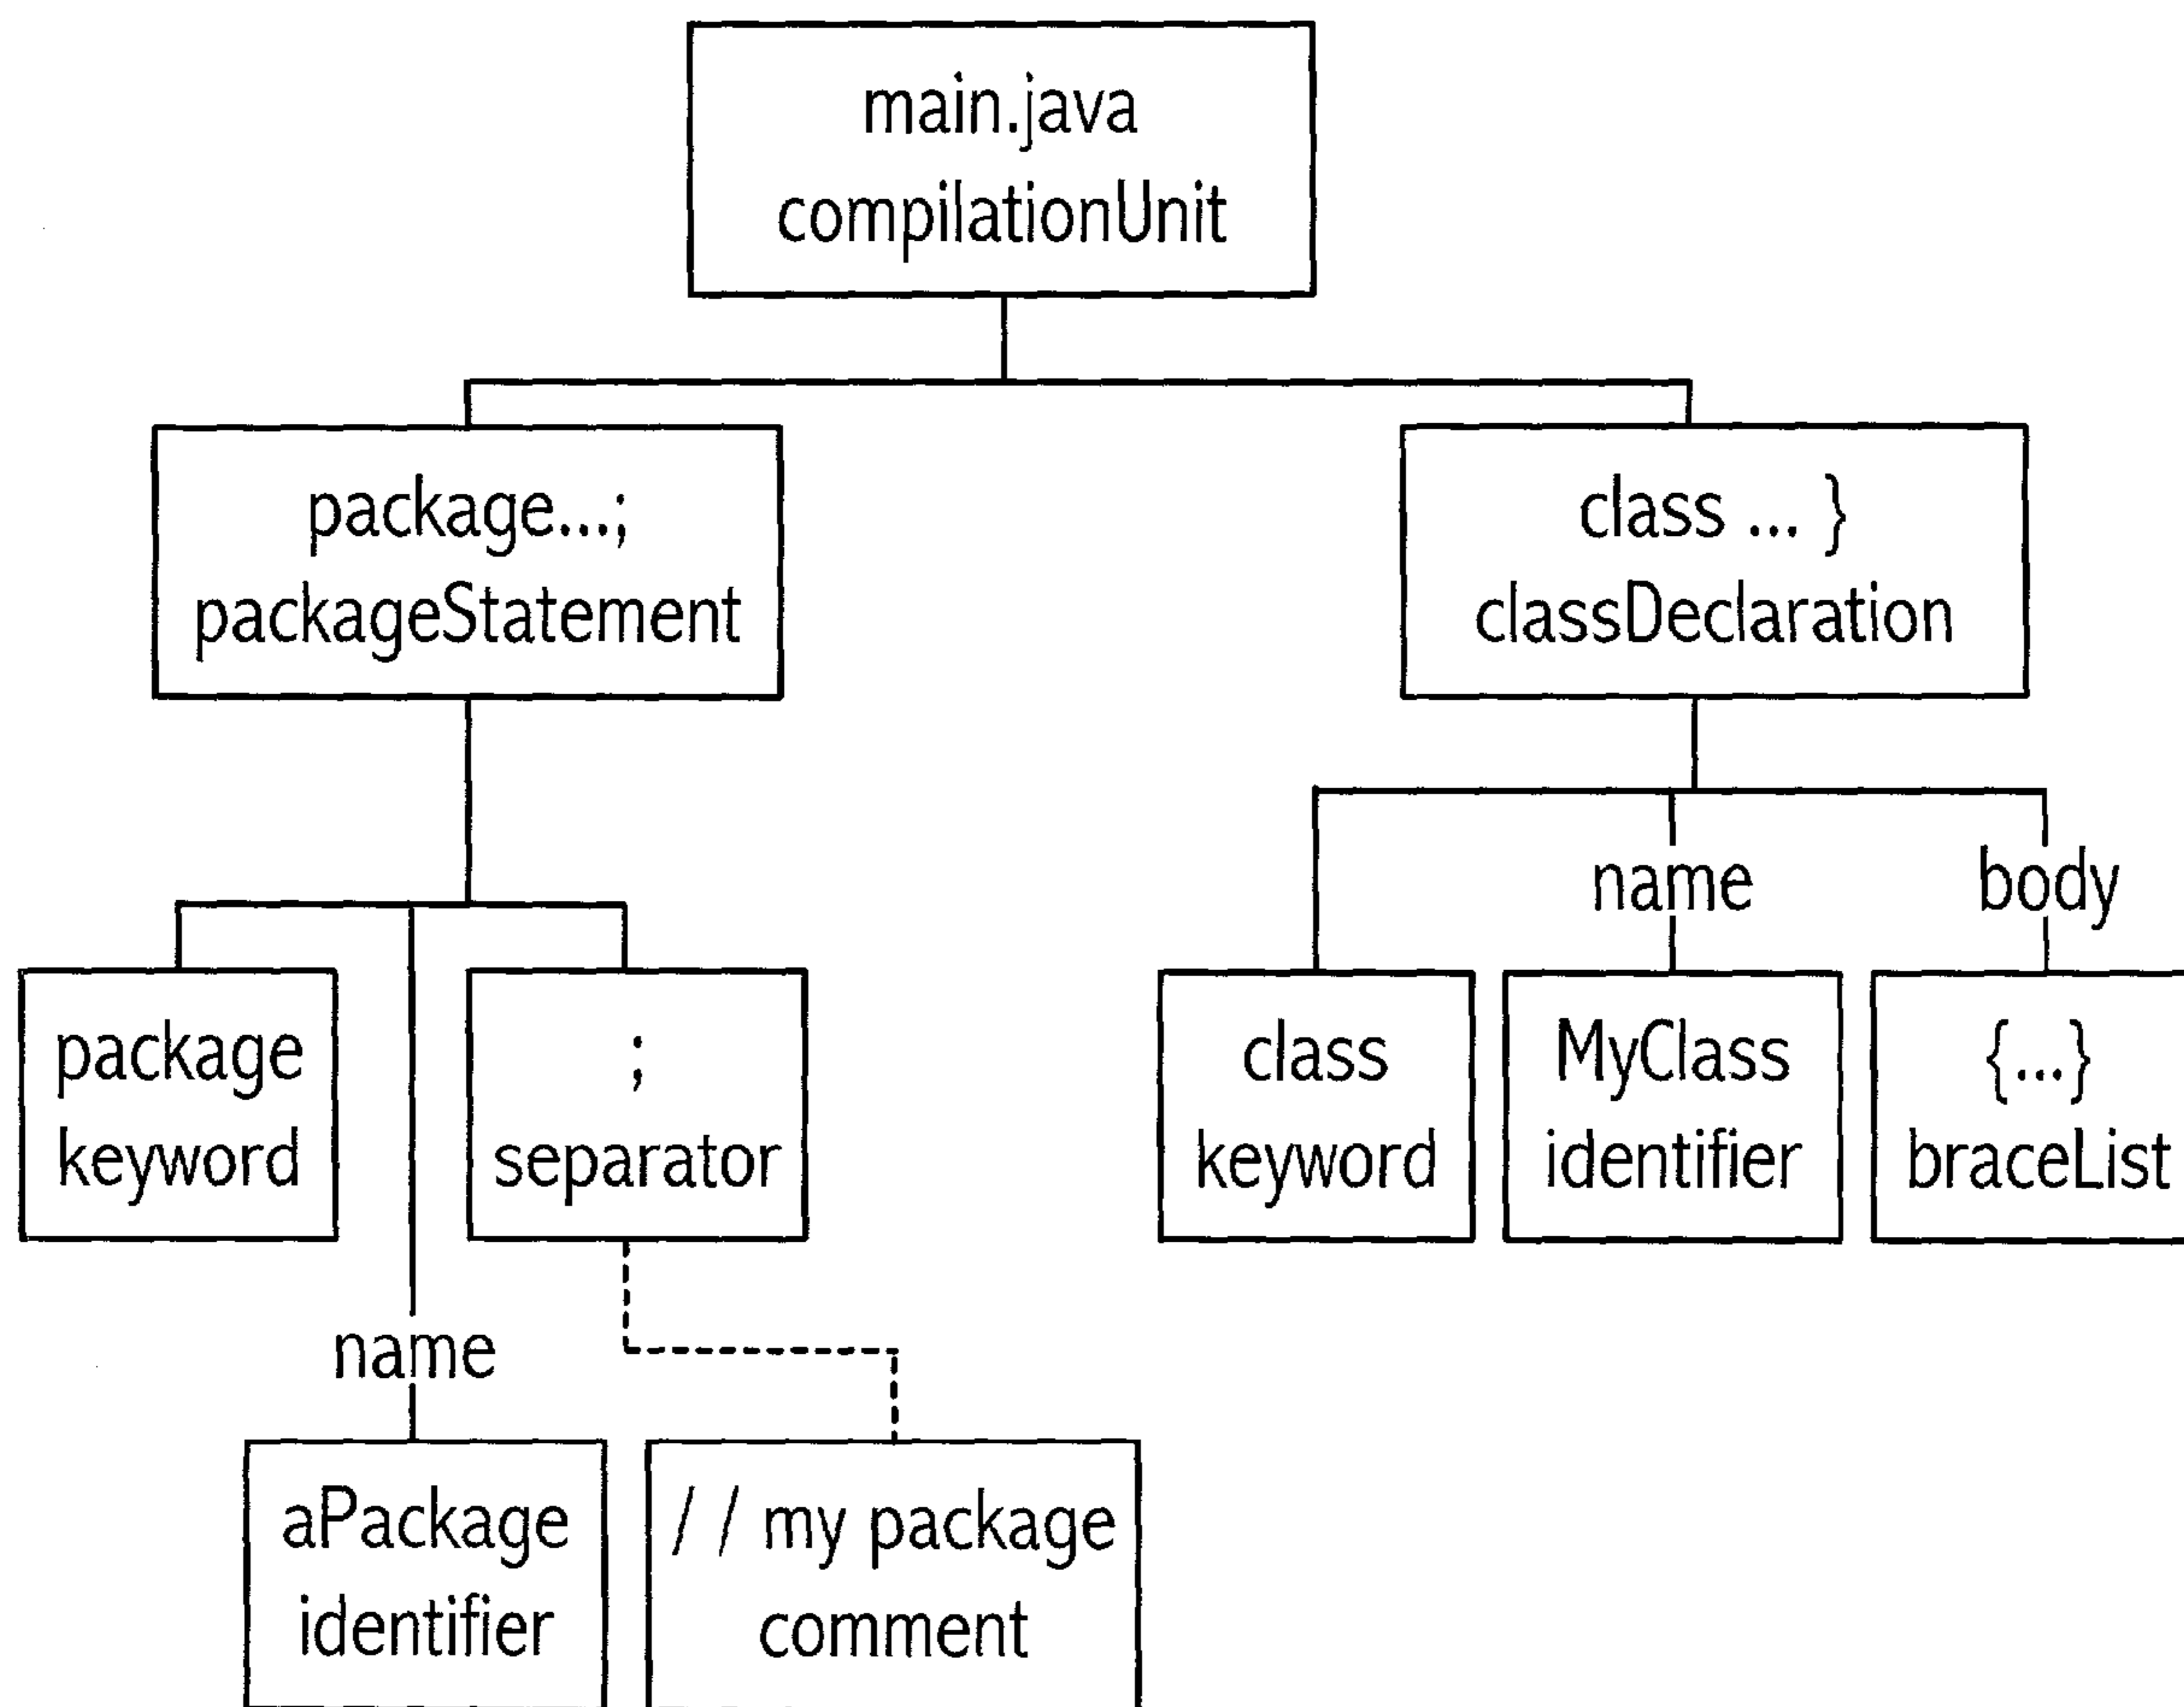 main.java
compilationUnit
package...;
packageStatement
class ... }
classDeclaration
name
body
package
keyword
;
separator
class
keyword
MyClass
identifier
{...}
braceList
name
aPackage
identifier
/ / my package
comment